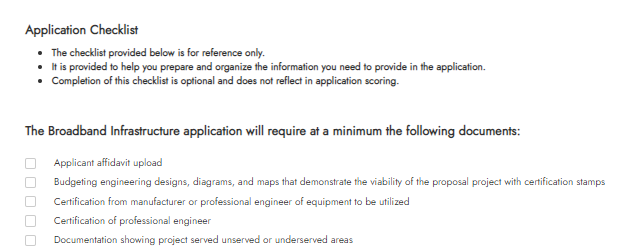 Application Checklist
The checklist provided below is for reference only.
It is provided to help you prepare and organize the information you need to provide in the application.
Completion of this checklist is optional and does not reflect in application scoring.
The Broadband Infrastructure application will require at a minimum the following documents:
Applicant affidavit upload
Budgeting engineering designs, diagrams, and maps that demonstrate the viability of the proposal project with certification stamps
Certification from manufacturer or professional engineer of equipment to be utilized
Certification of professional engineer
Documentation showing project served unserved or underserved areas